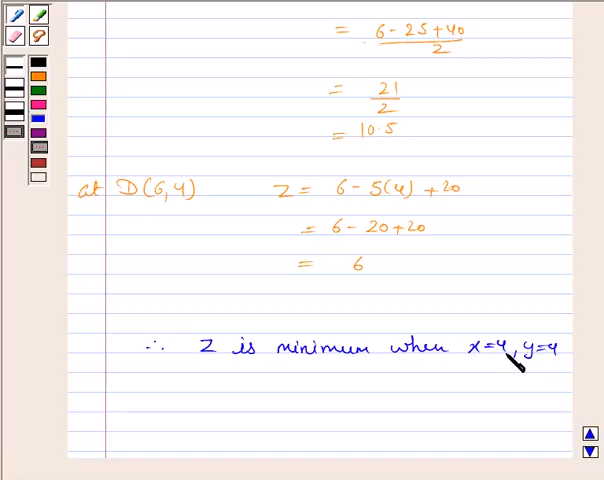 = 6 - 25 + 40 / 2
= 21 / 2
= 10.5
at D(6,4) Z = 6 - 5(4) + 20
= 6 - 20 + 20
= 6
∴ Z is minimum when x=4, y=4